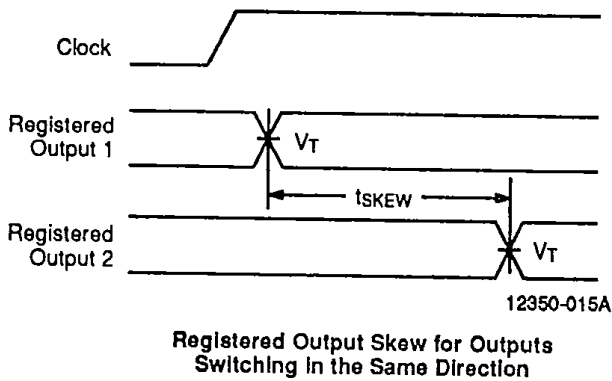 Clock
Registered
Output 1
VT
tSKEW
Registered
Output 2
VT
12350-015A
Registered Output Skew for Outputs
Switching in the Same Direction